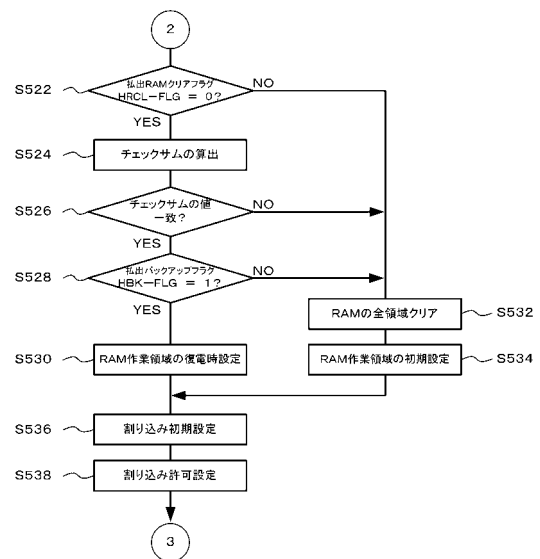 2
S522
払出RAMクリアフラグ
HRCL-FLG = 0?
NO
YES
S524
チェックサムの算出
S526
チェックサムの値
一致?
NO
YES
S528
払出バックアップフラグ
HBK-FLG = 1?
NO
YES
RAMの全領域クリア
S532
S530
RAM作業領域の復電時設定
RAM作業領域の初期設定
S534
S536
割り込み初期設定
S538
割り込み許可設定
3